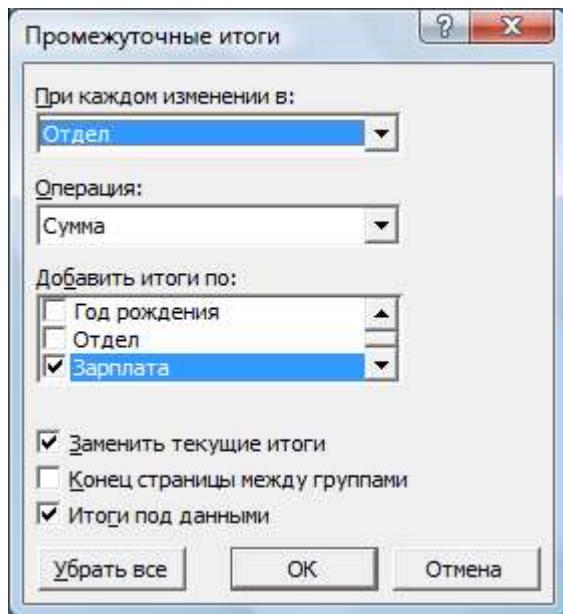 Промежуточные итоги
При каждом изменении в:
Отдел
Операция:
Сумма
Добавить итоги по:
Год рождения
Отдел
Зарплата
Заменить текущие итоги
Конец страницы между группами
Итоги под данными
Убрать все ОК Отмена